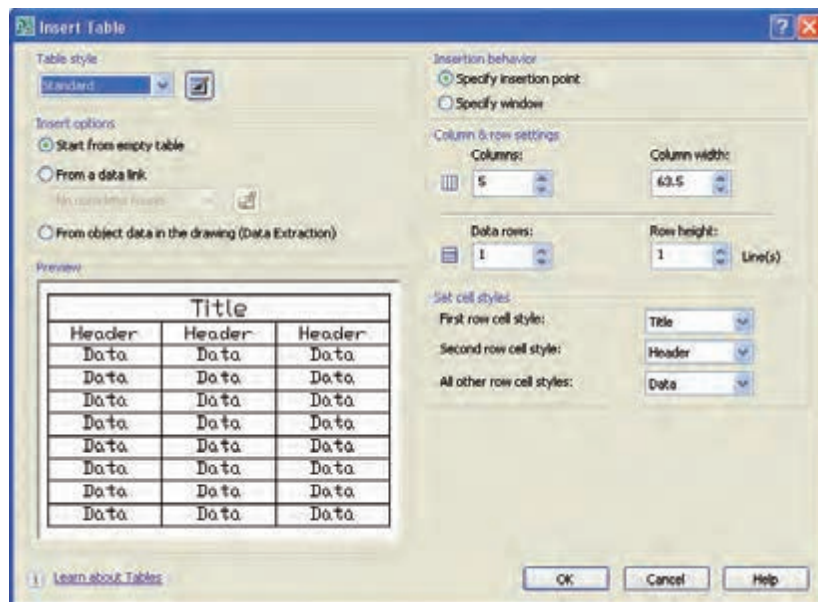 Insert Table
Table style
Standard
Insert options
Start from empty table
From a data link
From object data in the drawing (Data Extraction)
Preview
Title
Header Header Header
Data Data Data
Data Data Data
Data Data Data
Data Data Data
Data Data Data
Data Data Data
Data Data Data
Data Data Data
Insertion behavior
Specify insertion point
Specify window
Column & row settings
Columns: Column width:
5 63.5
Data rows: Row height:
1 1 Line(s)
Set cell styles
First row cell style: Title
Second row cell style: Header
All other row cell styles: Data
Learn about Tables
OK Cancel Help